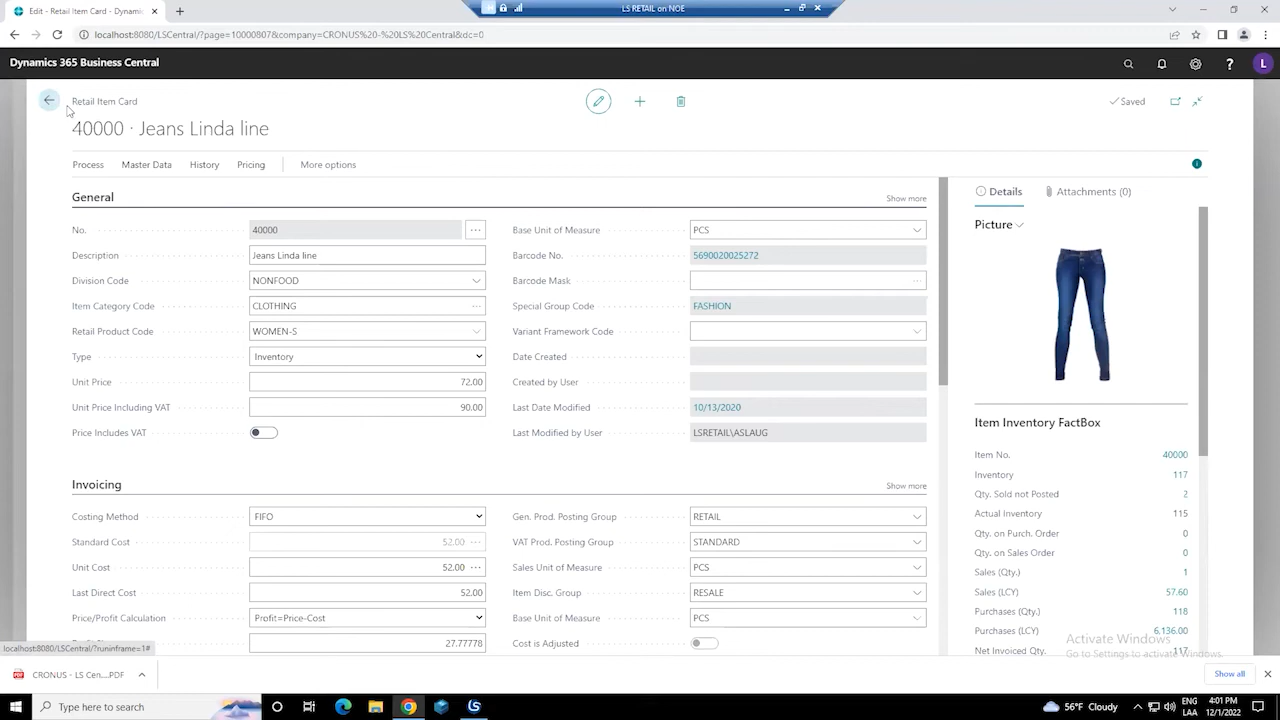 Edit - Retail Item Card - Dynamic
LS RETAIL on NOE
localhost:8080/LSCentral/?page=10000807&company=CRONUS%20-%20LS%20Central&dc=0
Dynamics 365 Business Central
L
Retail Item Card
Saved
40000 · Jeans Linda line
Process Master Data History Pricing More options
Details Attachments (0)
General Show more
Picture
No. 40000 Base Unit of Measure PCS
Description Jeans Linda line Barcode No. 5690020025272
Division Code NONFOOD Barcode Mask
Item Category Code CLOTHING Special Group Code FASHION
Retail Product Code WOMEN-S Variant Framework Code
Type Inventory Date Created
Unit Price 72.00 Created by User
Unit Price Including VAT 90.00 Last Date Modified 10/13/2020
Price Includes VAT Last Modified by User LSRETAIL\ASLAUG
Item Inventory FactBox
Item No. 40000
Inventory 117
Qty. Sold not Posted 2
Actual Inventory 115
Qty. on Purch. Order 0
Qty. on Sales Order 0
Sales (Qty.) 1
Sales (LCY) 57.60
Purchases (Qty.) 118
Purchases (LCY) 6,136.00
Net Invoiced Qty. 117
Invoicing Show more
Costing Method FIFO Gen. Prod. Posting Group RETAIL
Standard Cost 52.00 VAT Prod. Posting Group STANDARD
Unit Cost 52.00 Sales Unit of Measure PCS
Last Direct Cost 52.00 Item Disc. Group RESALE
Price/Profit Calculation Profit=Price-Cost Base Unit of Measure PCS
27.77778 Cost is Adjusted
Activate Windows
Go to Settings to activate Windows.
localhost:8080/LSCentral/?runinframe=1#
CRONUS - LS Cen....PDF
Show all
Type here to search
56°F Cloudy
ENG
LAA
4:01 PM
12/1/2022